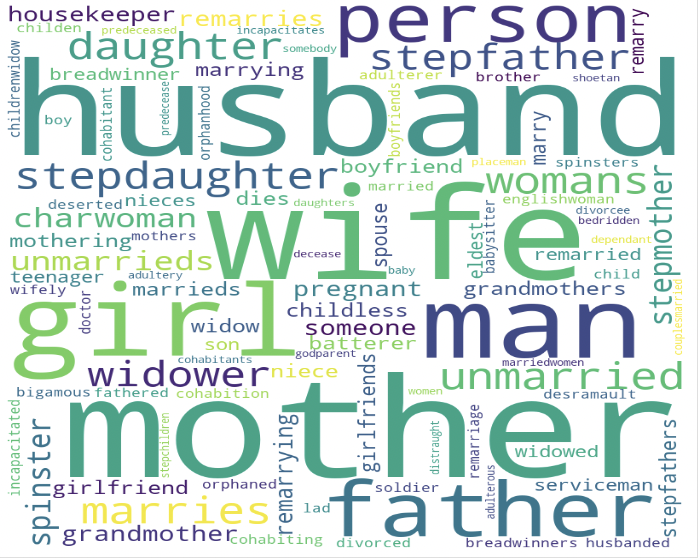 housekeeper
remarries
person
remarry
childen
predeceased
incapacitates
daughter
somebody
stepfather
childrenwidow
breadwinner
marrying
adulterer
brother
shoetan
husband
boy
cohabitant
predecease
orphanhood
boyfriends
marry
stepdaughter
boyfriend
placeman
spinsters
married
womans
stepmother
deserted
nieces
dies
daughters
wife
englishwoman
charwoman
spouse
eldest
babysitter
divorcee
bedridden
mothering
mothers
dependant
unmarrieds
decease
remarried
teenager
adultery
baby
child
wifely
marrieds
pregnant
grandmothers
couplesmarried
girl
doctor
childless
man
widow
someone
son
batterer
cohabitants
godparent
marriedwomen
widower
niece
unmarried
bigamous
fathered
cohabition
women
desramault
incapacitated
mother
girlfriends
stepchildren
remarrying
distraught
remarriage
widowed
spinster
stepfathers
girlfriend
orphaned
soldier
adulterous
serviceman
marries
lad
father
grandmother
cohabiting
divorced
breadwinners
husbanded